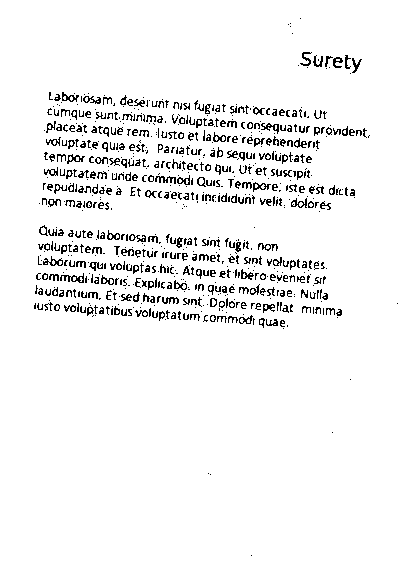 Surety
Laboriosam, deserunt nisi fugiat sint occaecati. Ut
cumque sunt minima. Voluptatem consequatur provident,
placeat atque rem. Iusto et labore reprehenderit
voluptate quia est, Pariatur, ab sequi voluptate
tempor consequat, architecto qui. Ut et suscipit
voluptatem unde commodi Quis. Tempore, iste est dicta
repudiandae a Et occaecati incididunt velit, dolores
non maiores.
Quia aute laboriosam, fugiat sint fugit, non
voluptatem. Tenetur irure amet, et sint voluptates.
Laborum qui voluptas hic. Atque et libero eveniet sit
commodi laboris. Explicabo, in quae molestiae. Nulla
laudantium, Et sed harum sint. Dolore repellat minima
iusto voluptatibus voluptatum commodi quae.